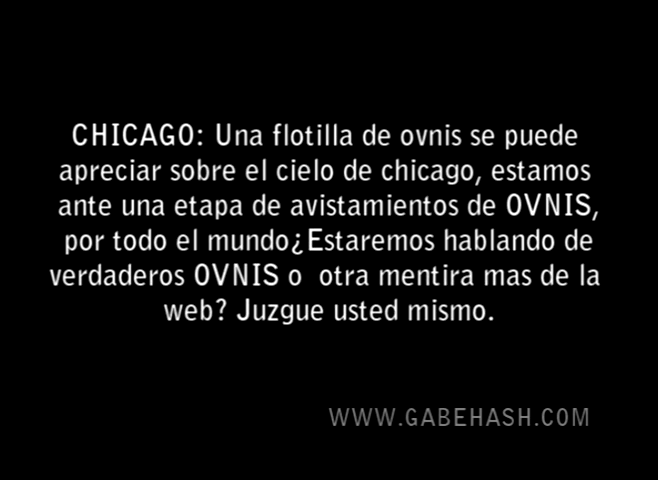 CHICAGO: Una flotilla de ovnis se puede
apreciar sobre el cielo de chicago, estamos
ante una etapa de avistamientos de OVNIS,
por todo el mundo¿Estaremos hablando de
verdaderos OVNIS o  otra mentira mas de la
web? Juzgue usted mismo.
WWW.GABEHASH.COM